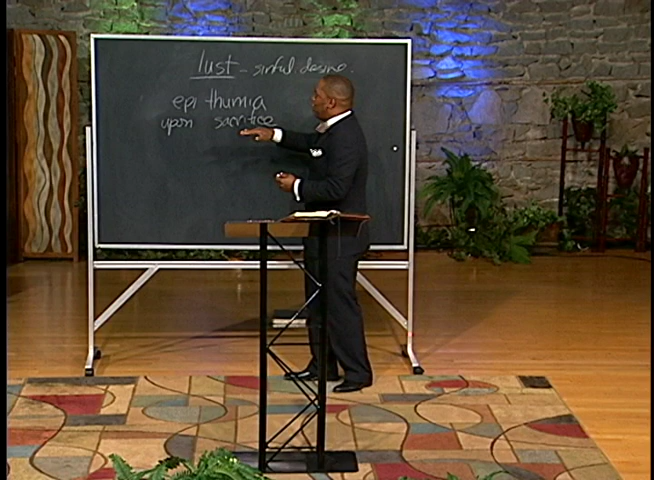 lust - sinful desire.
epi thumia
upon sacrifice